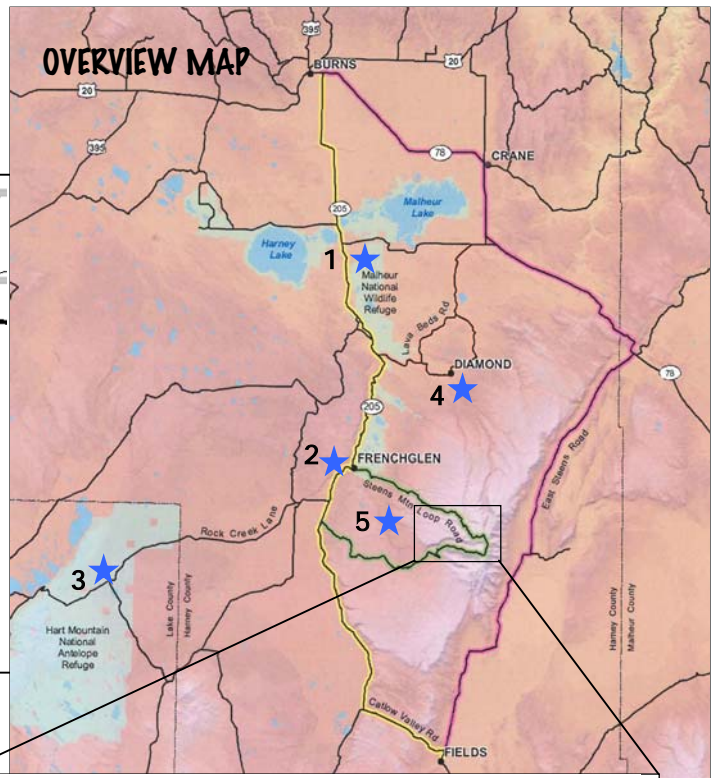 OVERVIEW MAP
395
BURNS
20
20
395
78
CRANE
205
Malheur
Lake
Harney
Lake
1
Malheur
National
Wildlife
Refuge
Lava Beds Rd
DIAMOND
4
78
205
2
FRENCHGLEN
Steens Mtn Loop Road
East Steens Road
5
Rock Creek Lane
3
Lake County
Harney County
Harney County
Malheur County
Hart Mountain
National
Antelope
Refuge
Catlow Valley Rd
FIELDS